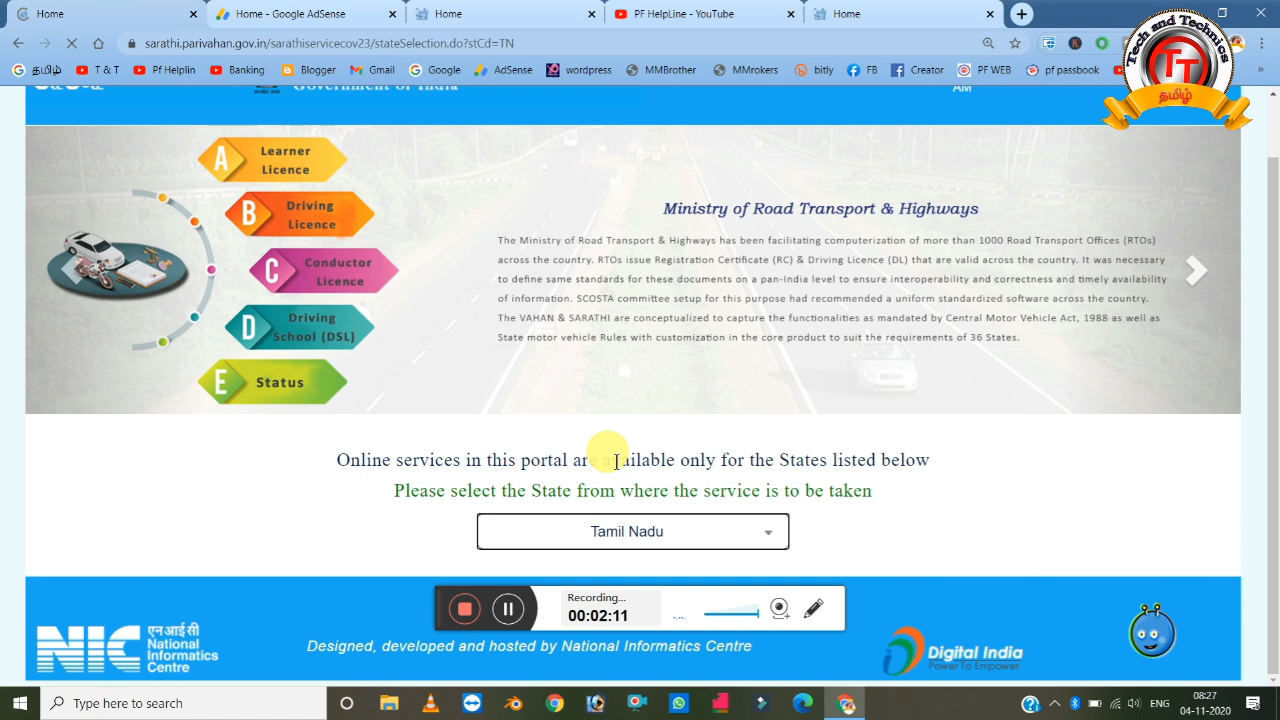 Home
Home - Google AdSense
Home
PF HelpLine - YouTube
Home
sarathi.parivahan.gov.in/sarathiservicecov23/stateSelection.do?stCd=TN
தமிழ்
T & T
Pf Helplin
Banking
Blogger
Gmail
Google
AdSense
wordpress
MMBrother
MMrokers
bitly
FB
Creator
PF WEB
pf passbook
Tech and Technics
TT
தமிழ்
Government of India
AM
A
Learner
Licence
B
Driving
Licence
C
Conductor
Licence
D
Driving
School (DSL)
E
Status
Ministry of Road Transport & Highways
The Ministry of Road Transport & Highways has been facilitating computerization of more than 1000 Road Transport Offices (RTOs)
across the country. RTOs issue Registration Certificate (RC) & Driving Licence (DL) that are valid across the country. It was necessary
to define same standards for these documents on a pan-India level to ensure interoperability and correctness and timely availability
of information. SCOSTA committee setup for this purpose had recommended a uniform standardized software across the country.
The VAHAN & SARATHI are conceptualized to capture the functionalities as mandated by Central Motor Vehicle Act, 1988 as well as
State motor vehicle Rules with customization in the core product to suit the requirements of 36 States.
Online services in this portal are available only for the States listed below
Please select the State from where the service is to be taken
Tamil Nadu
Recording...
00:02:11
NIC
एन आई सी
National
Informatics
Centre
Designed, developed and hosted by National Informatics Centre
Digital India
Power To Empower
Type here to search
ENG
08:27
04-11-2020